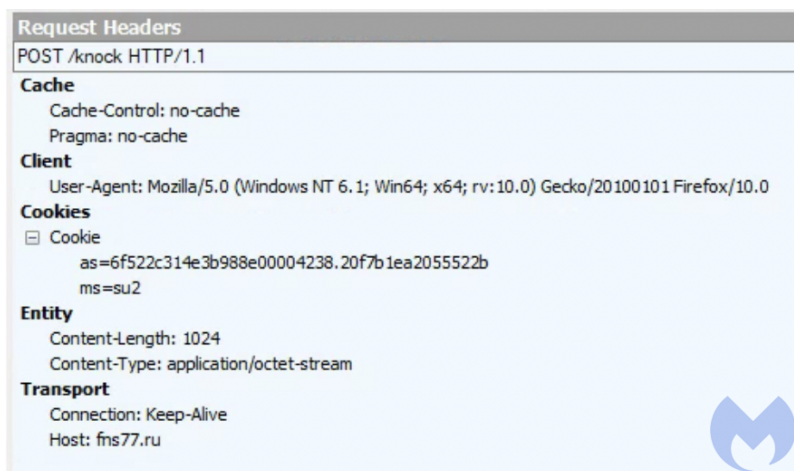 Request Headers
POST /knock HTTP/1.1
Cache
Cache-Control: no-cache
Pragma: no-cache
Client
User-Agent: Mozilla/5.0 (Windows NT 6.1; Win64; x64; rv:10.0) Gecko/20100101 Firefox/10.0
Cookies
Cookie
as=6f522c314e3b988e00004238.20f7b1ea2055522b
ms=su2
Entity
Content-Length: 1024
Content-Type: application/octet-stream
Transport
Connection: Keep-Alive
Host: fns77.ru